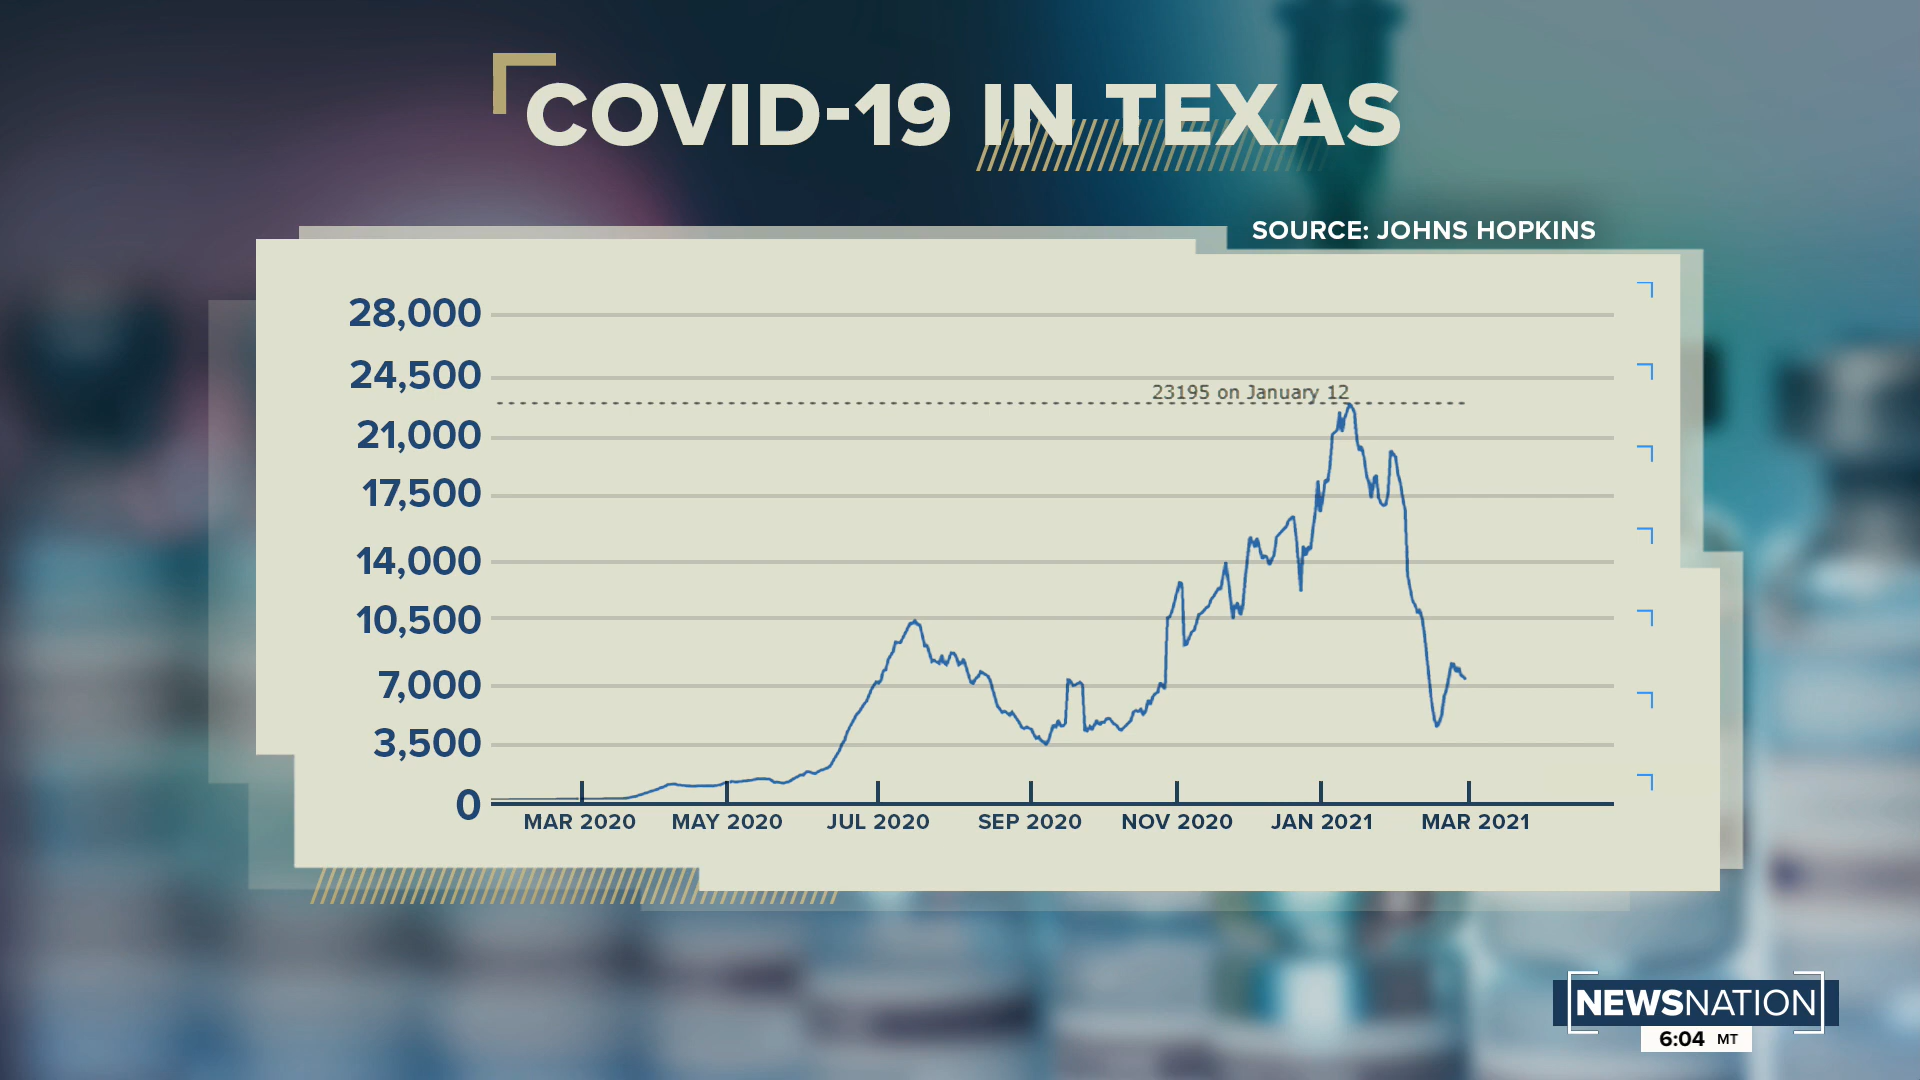 COVID-19 IN TEXAS
SOURCE: JOHNS HOPKINS
28,000
24,500
23195 on January 12
21,000
17,500
14,000
10,500
7,000
3,500
0
MAR 2020 MAY 2020 JUL 2020 SEP 2020 NOV 2020 JAN 2021 MAR 2021
NEWSNATION
6:04 MT